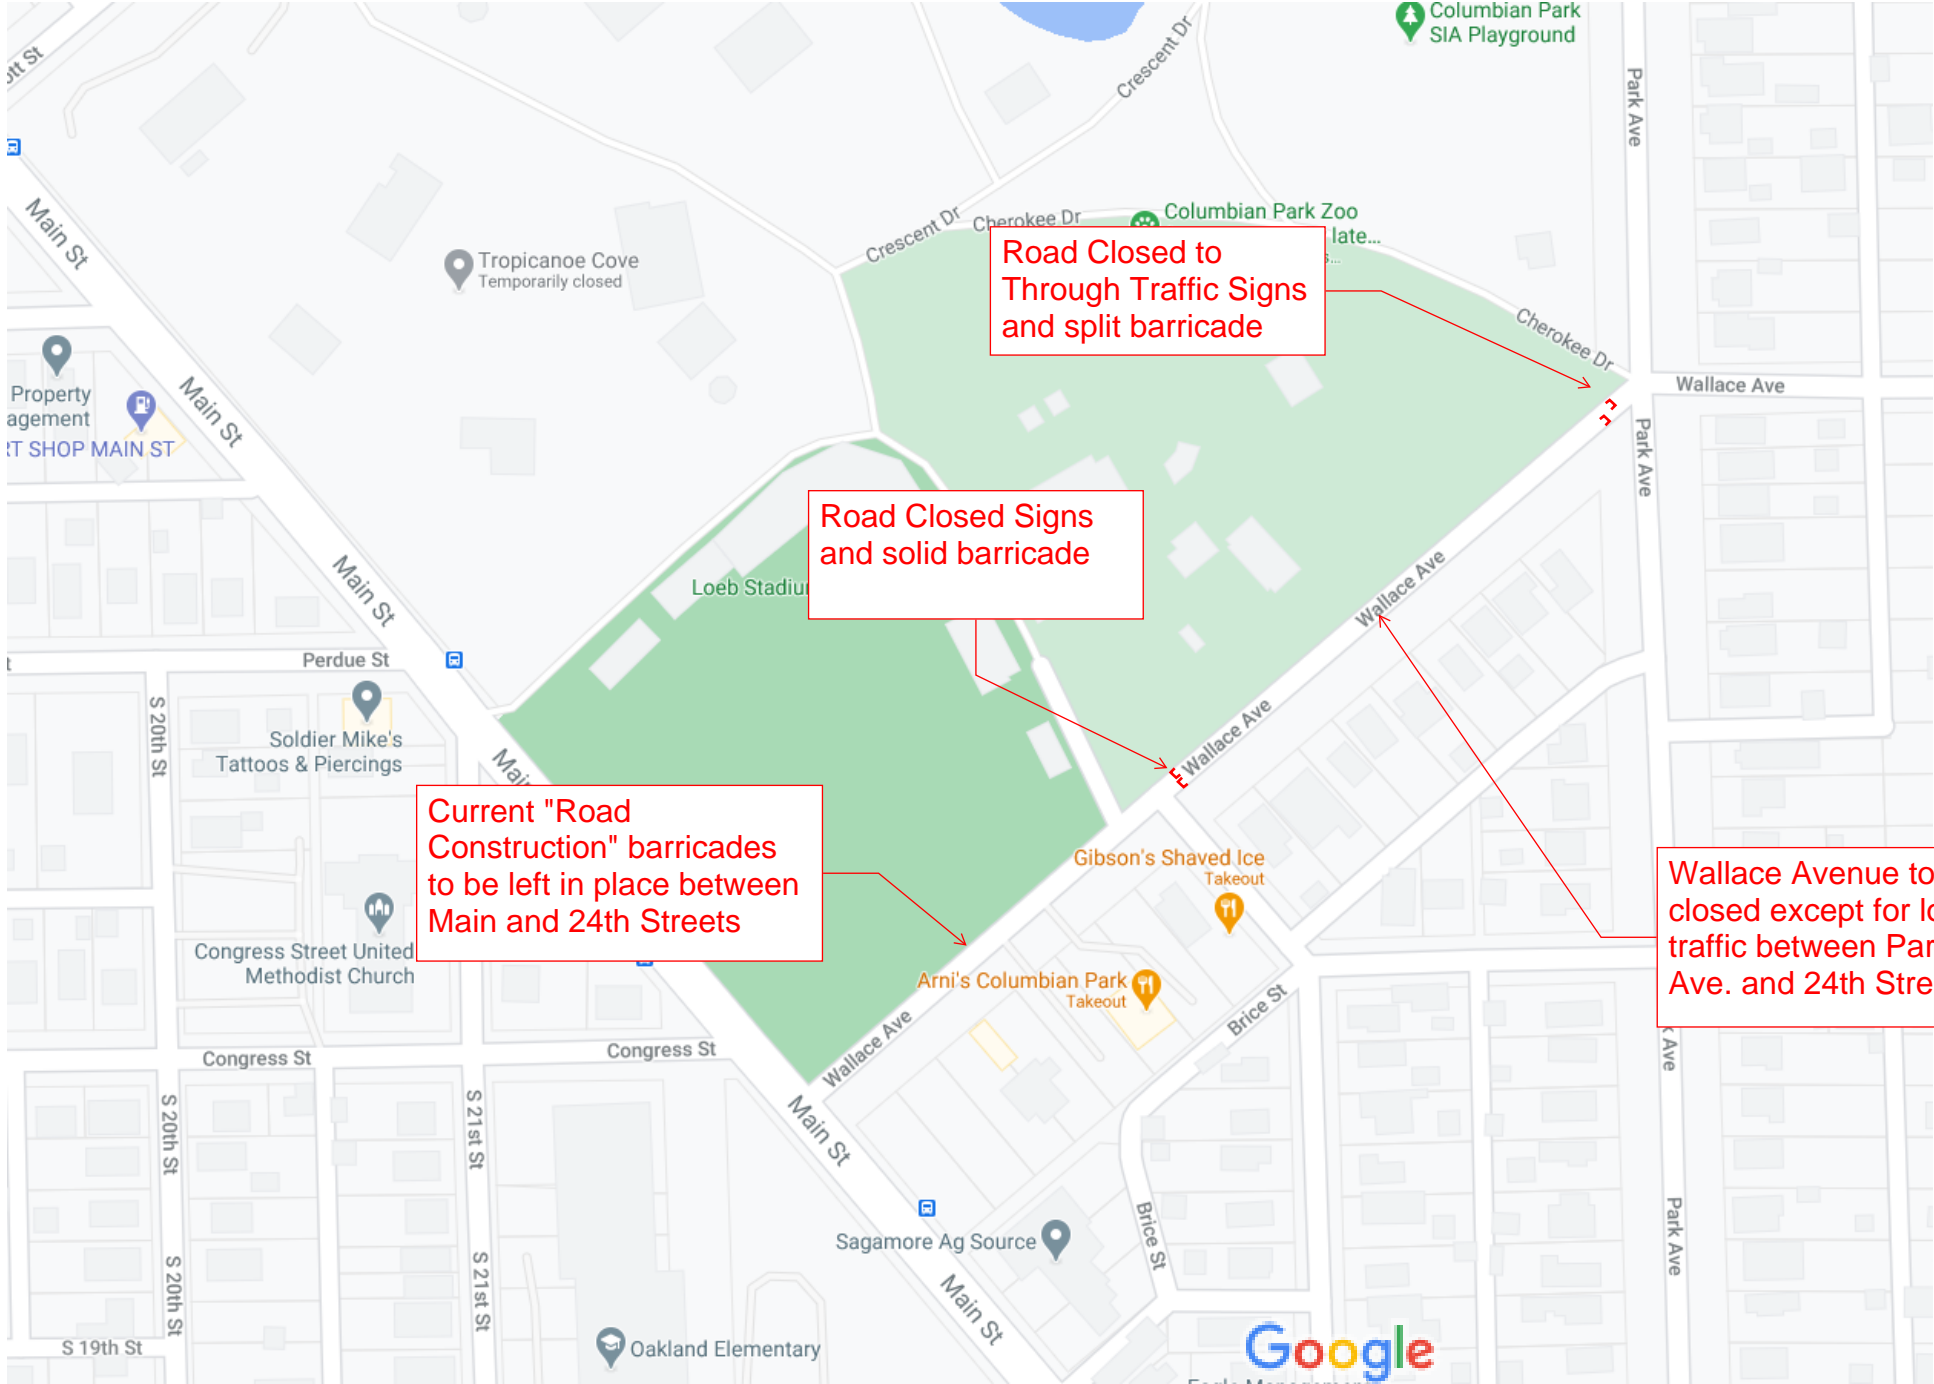 Columbian Park
SIA Playground
Crescent Dr
Park Ave
Main St
Crescent Dr
Cherokee Dr
Columbian Park Zoo
late...
Tropicanoe Cove
Temporarily closed
Road Closed to
Through Traffic Signs
and split barricade
Cherokee Dr
Wallace Ave
Property
agement
RT SHOP MAIN ST
Main St
Park Ave
Road Closed Signs
and solid barricade
Loeb Stadiu
Main St
Wallace Ave
Perdue St
S 20th St
Soldier Mike's
Tattoos & Piercings
Wallace Ave
Mai
Current "Road
Construction" barricades
to be left in place between
Main and 24th Streets
Gibson's Shaved Ice
Takeout
Wallace Avenue to
closed except for lo
traffic between Par
Ave. and 24th Stre
Congress Street United
Methodist Church
Arni's Columbian Park
Takeout
Brice St
Wallace Ave
Congress St
Congress St
k Ave
S 20th St
S 21st St
Main St
Brice St
Park Ave
Sagamore Ag Source
S 20th St
S 21st St
Main St
S 19th St
Oakland Elementary
Google